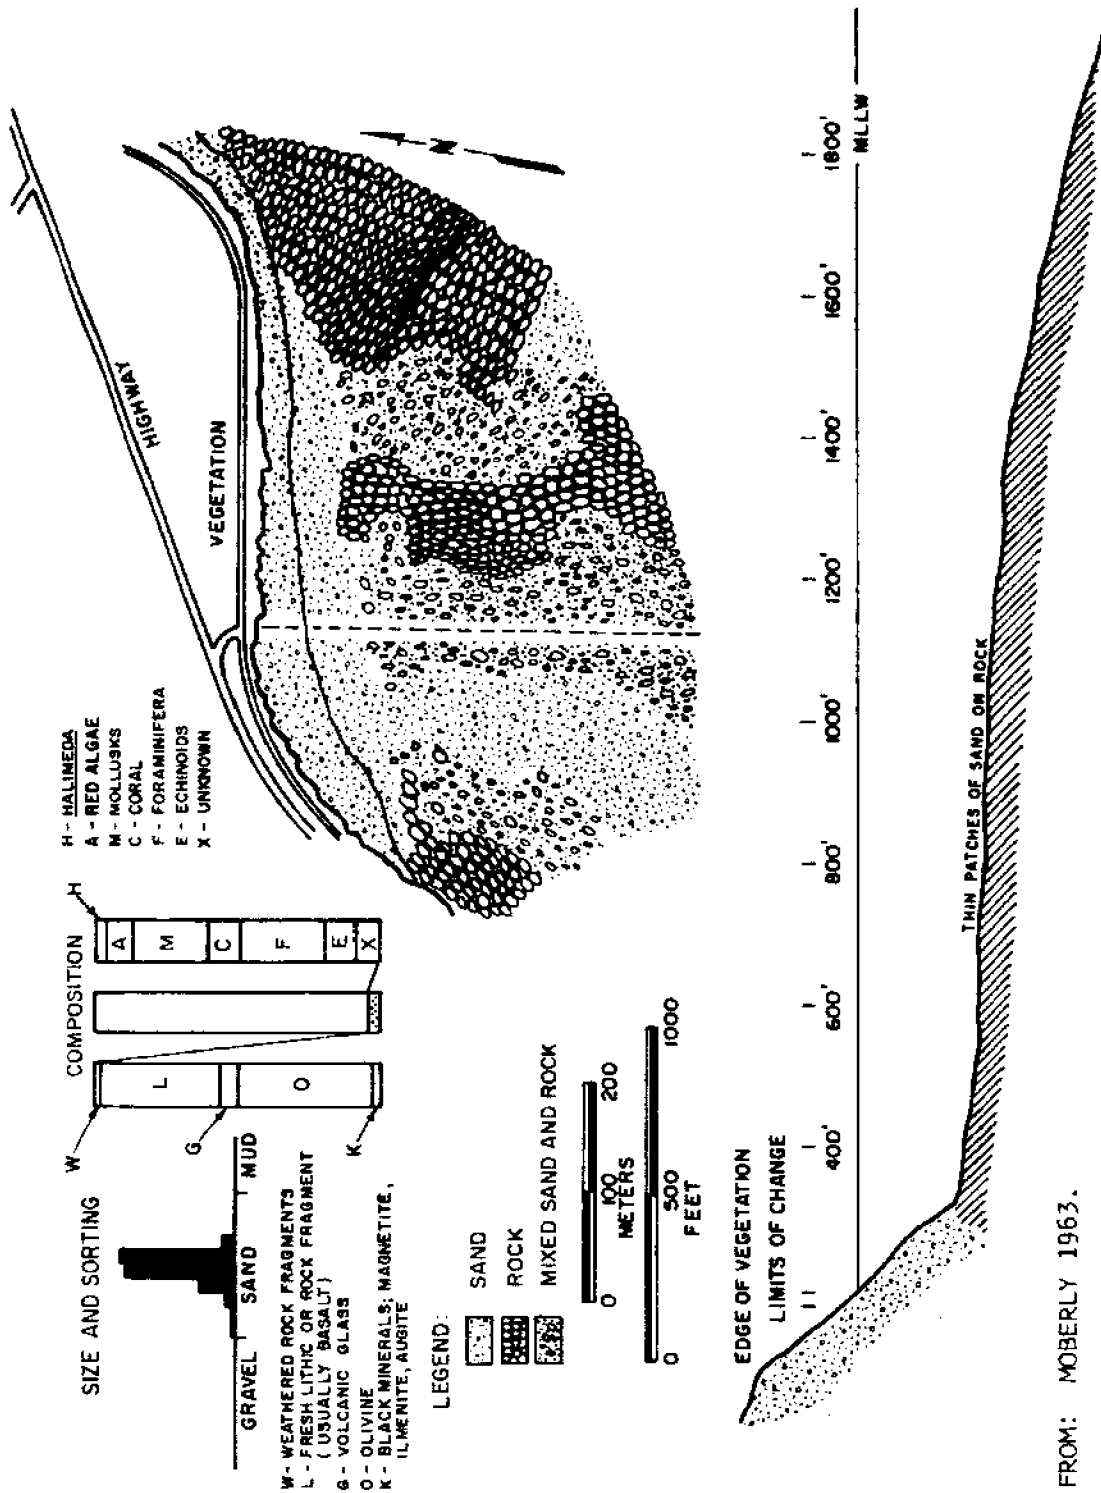 SIZE AND SORTING
GRAVEL SAND MUD
COMPOSITION
W
G
K
L
O
H
A
M
C
F
E
X
W - WEATHERED ROCK FRAGMENTS
L - FRESH LITHIC OR ROCK FRAGMENT
( USUALLY BASALT)
G - VOLCANIC GLASS
O - OLIVINE
K - BLACK MINERALS; MAGNETITE,
ILMENITE, AUGITE
H - HALIMEDA
A - RED ALGAE
M - MOLLUSKS
C - CORAL
F - FORAMINIFERA
E - ECHINOIDS
X - UNKNOWN
HIGHWAY
VEGETATION
N
LEGEND:
SAND
ROCK
MIXED SAND AND ROCK
0 100 200
METERS
0 500 1000
FEET
EDGE OF VEGETATION
LIMITS OF CHANGE
MLLW
400' 600' 800' 1000' 1200' 1400' 1600' 1800'
THIN PATCHES OF SAND ON ROCK
FROM: MOBERLY 1963.